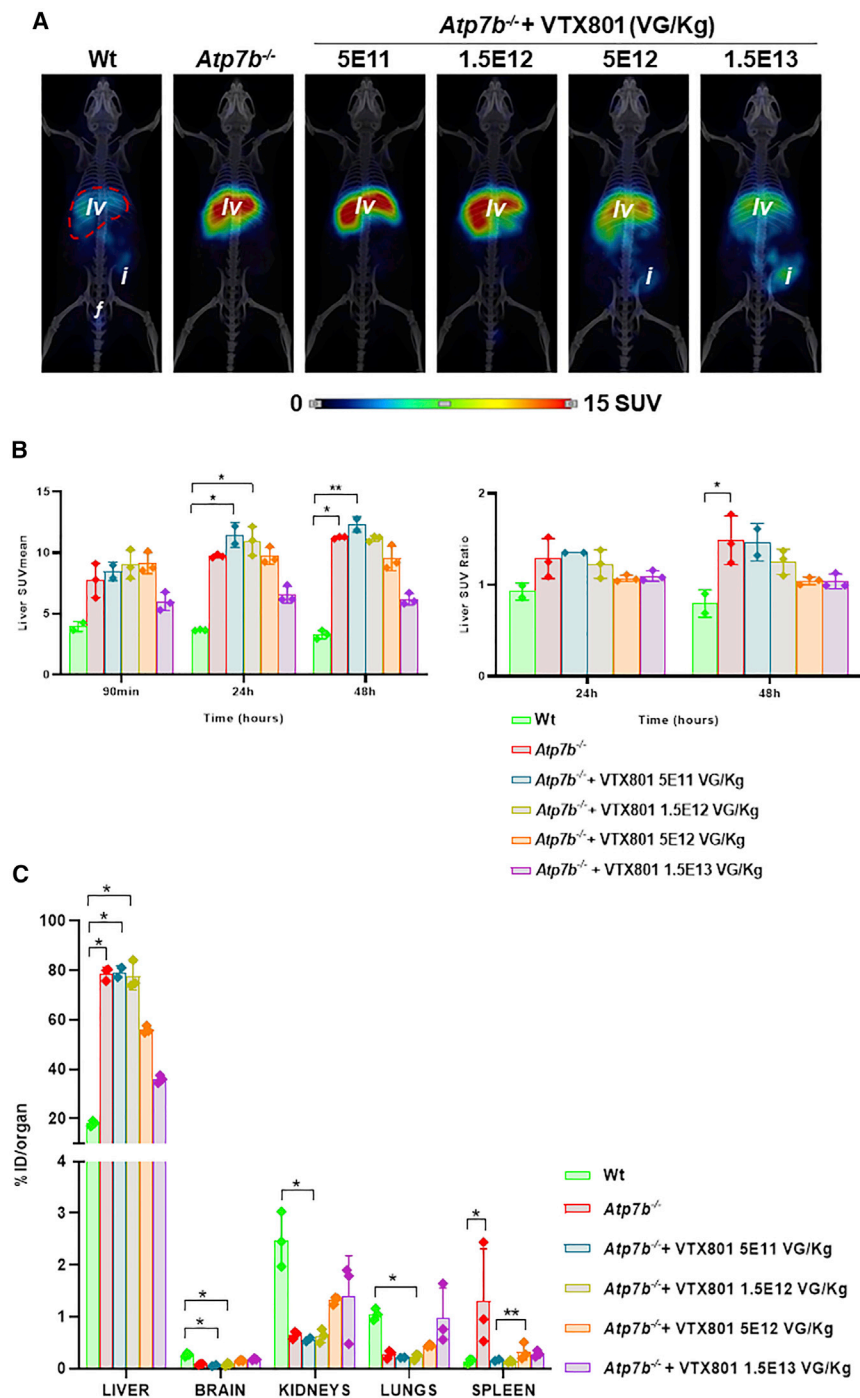 A
Atp7b-/- + VTX801 (VG/Kg)
Wt Atp7b-/- 5E11 1.5E12 5E12 1.5E13
lv lv lv lv lv lv
i i i
f
0 15 SUV
B
* * * ** *
15
10
5
0
Liver SUVmean
90min 24h 48h
Time (hours)
*
2
1
0
Liver SUV Ratio
24h 48h
Time (hours)
Wt
Atp7b-/-
Atp7b-/- + VTX801 5E11 VG/Kg
Atp7b-/- + VTX801 1.5E12 VG/Kg
Atp7b-/- + VTX801 5E12 VG/Kg
Atp7b-/- + VTX801 1.5E13 VG/Kg
C
* * *
100
80
60
40
20
4
3
2
1
0
% ID/organ
* * * * * **
LIVER BRAIN KIDNEYS LUNGS SPLEEN
Wt
Atp7b-/-
Atp7b-/- + VTX801 5E11 VG/Kg
Atp7b-/- + VTX801 1.5E12 VG/Kg
Atp7b-/- + VTX801 5E12 VG/Kg
Atp7b-/- + VTX801 1.5E13 VG/Kg